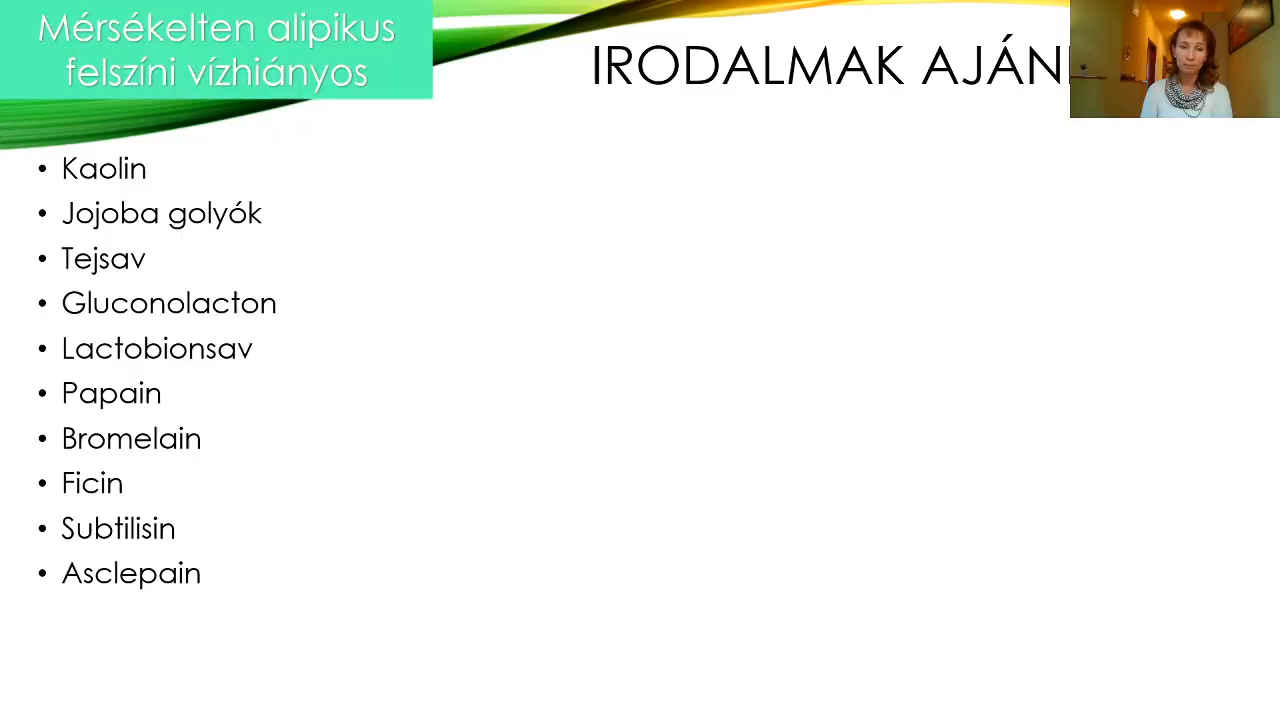 Mérsékelten alipikus
felszíni vízhiányos
IRODALMAK AJÁN
• Kaolin
• Jojoba golyók
• Tejsav
• Gluconolacton
• Lactobionsav
• Papain
• Bromelain
• Ficin
• Subtilisin
• Asclepain